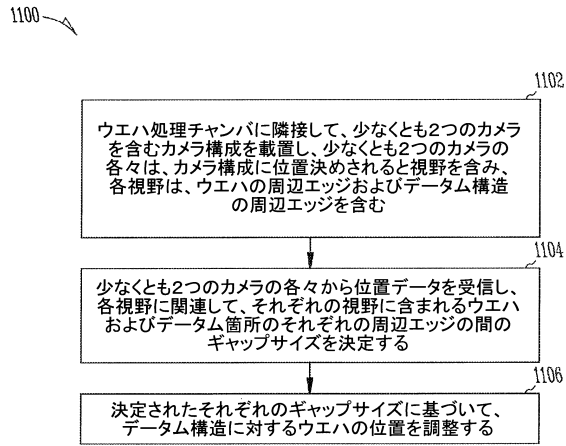 1100
1102
ウエハ処理チャンバに隣接して、少なくとも2つのカメラ
を含むカメラ構成を載置し、少なくとも2つのカメラの
各々は、カメラ構成に位置決めされると視野を含み、
各視野は、ウエハの周辺エッジおよびデータム構造
の周辺エッジを含む
1104
少なくとも2つのカメラの各々から位置データを受信し、
各視野に関連して、それぞれの視野に含まれるウエハ
およびデータム箇所のそれぞれの周辺エッジの間の
ギャップサイズを決定する
1106
決定されたそれぞれのギャップサイズに基づいて、
データム構造に対するウエハの位置を調整する